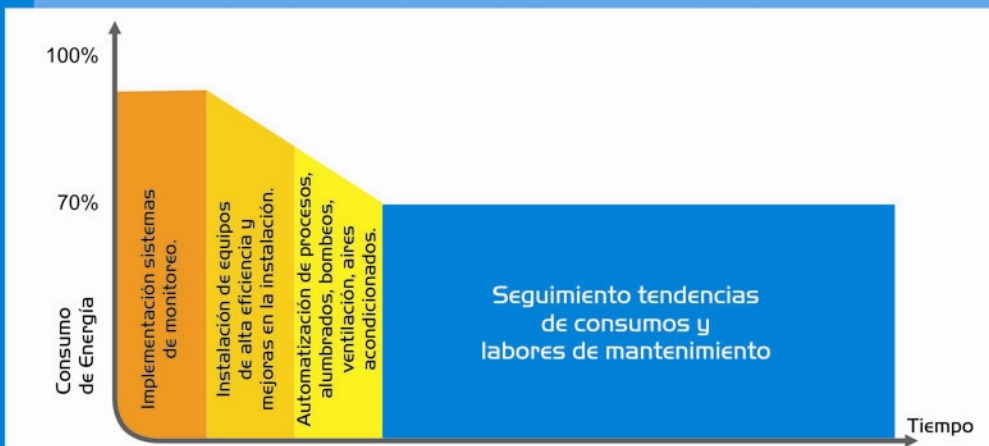 100%
70%
Consumo
de Energía
Implementación sistemas
de monitoreo.
Instalación de equipos
de alta eficiencia y
mejoras en la instalación.
Automatización de procesos,
alumbrados, bombeos,
ventilación, aires
acondicionados.
Seguimiento tendencias
de consumos y
labores de mantenimiento
Tiempo